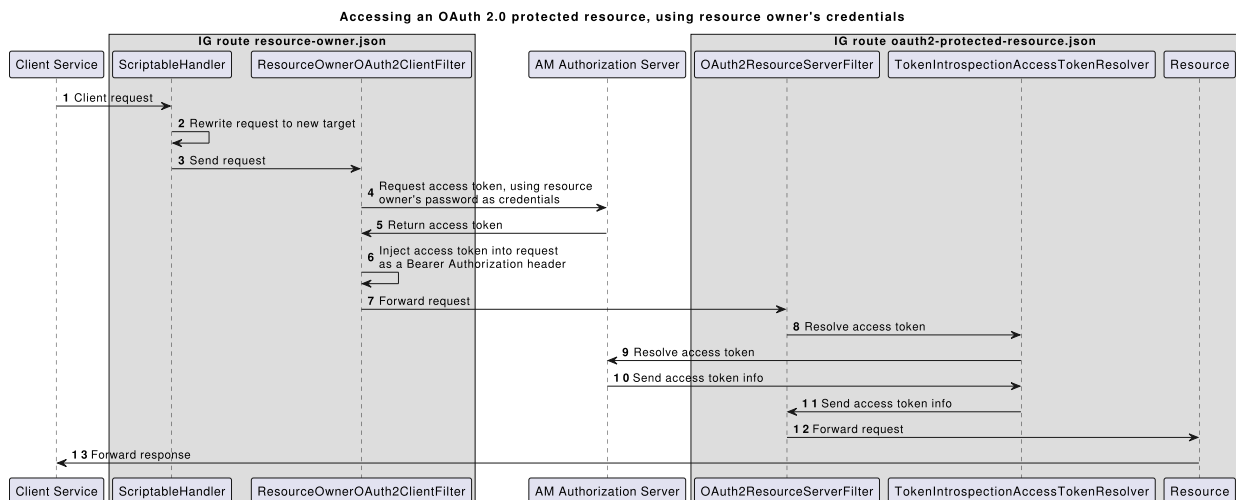 Accessing an OAuth 2.0 protected resource, using resource owner's credentials
IG route resource-owner.json
IG route oauth2-protected-resource.json
Client Service
ScriptableHandler
ResourceOwnerOAuth2ClientFilter
AM Authorization Server
OAuth2ResourceServerFilter
TokenIntrospectionAccessTokenResolver
Resource
1 Client request
2 Rewrite request to new target
3 Send request
4 Request access token, using resource
owner's password as credentials
5 Return access token
6 Inject access token into request
as a Bearer Authorization header
7 Forward request
8 Resolve access token
9 Resolve access token
10 Send access token info
11 Send access token info
12 Forward request
13 Forward response
Client Service
ScriptableHandler
ResourceOwnerOAuth2ClientFilter
AM Authorization Server
OAuth2ResourceServerFilter
TokenIntrospectionAccessTokenResolver
Resource